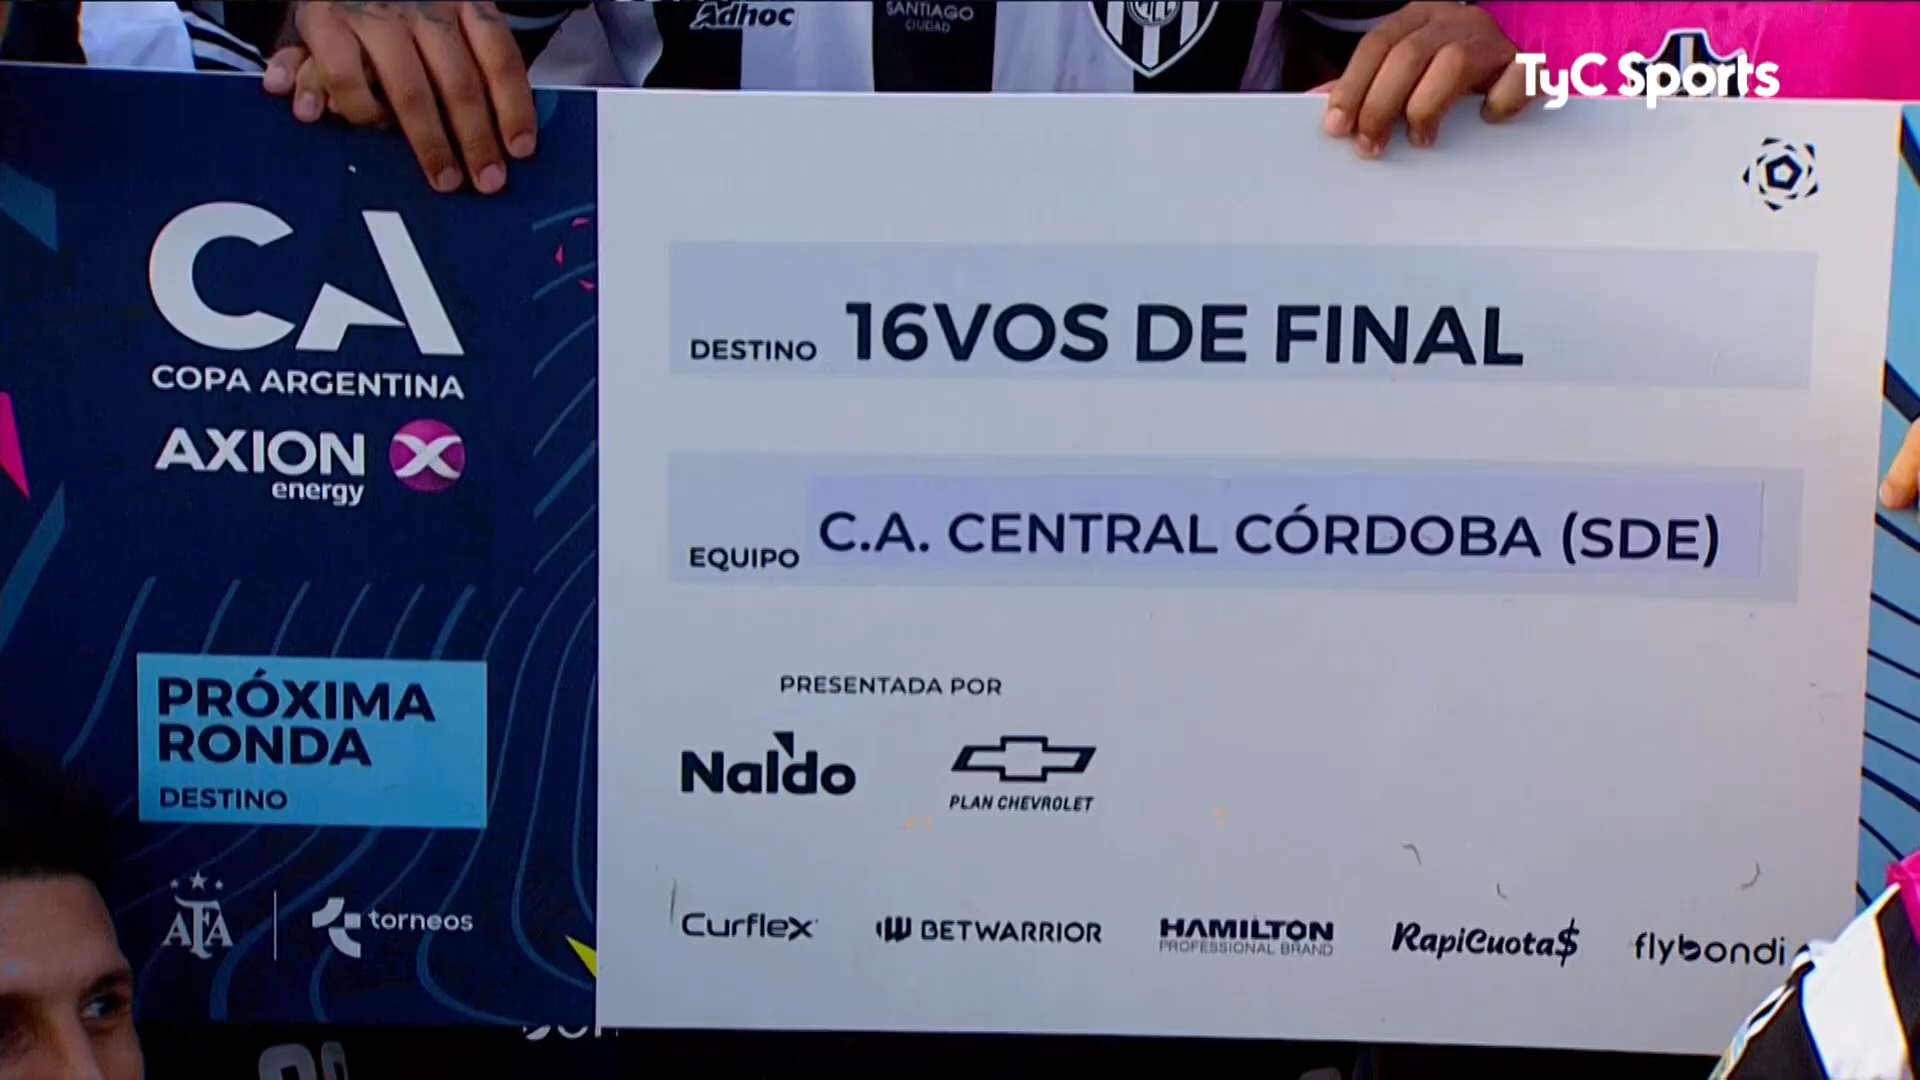 Adhoc
SANTIAGO
CIUDAD
TyC Sports
CA
COPA ARGENTINA
AXION
energy
DESTINO 16VOS DE FINAL
EQUIPO C.A. CENTRAL CÓRDOBA (SDE)
PRÓXIMA
RONDA
DESTINO
PRESENTADA POR
Naldo
PLAN CHEVROLET
AFA
torneos
Curflex
BETWARRIOR
HAMILTON
PROFESSIONAL BRAND
RapiCuota$
flybondi